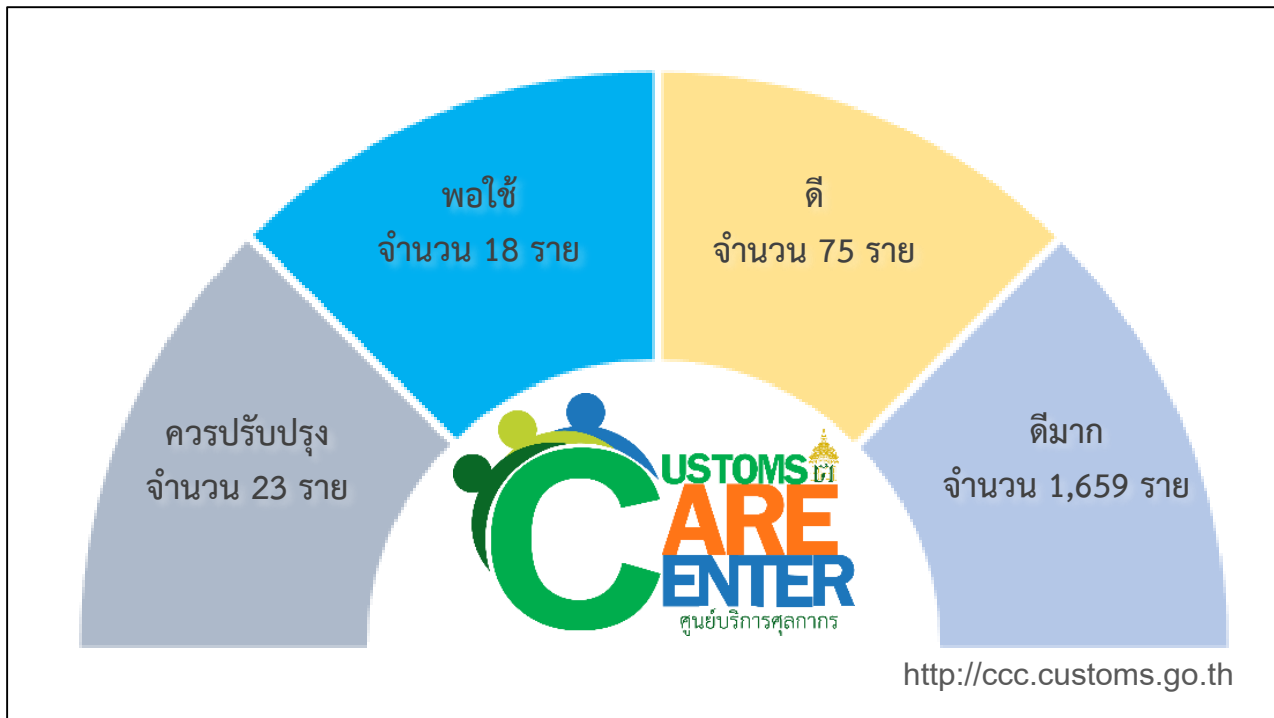 พอใช้
จำนวน 18 ราย
ดี
จำนวน 75 ราย
ควรปรับปรุง
จำนวน 23 ราย
ดีมาก
จำนวน 1,659 ราย
CUSTOMS
CARE
CENTER
ศูนย์บริการศุลกากร
http://ccc.customs.go.th